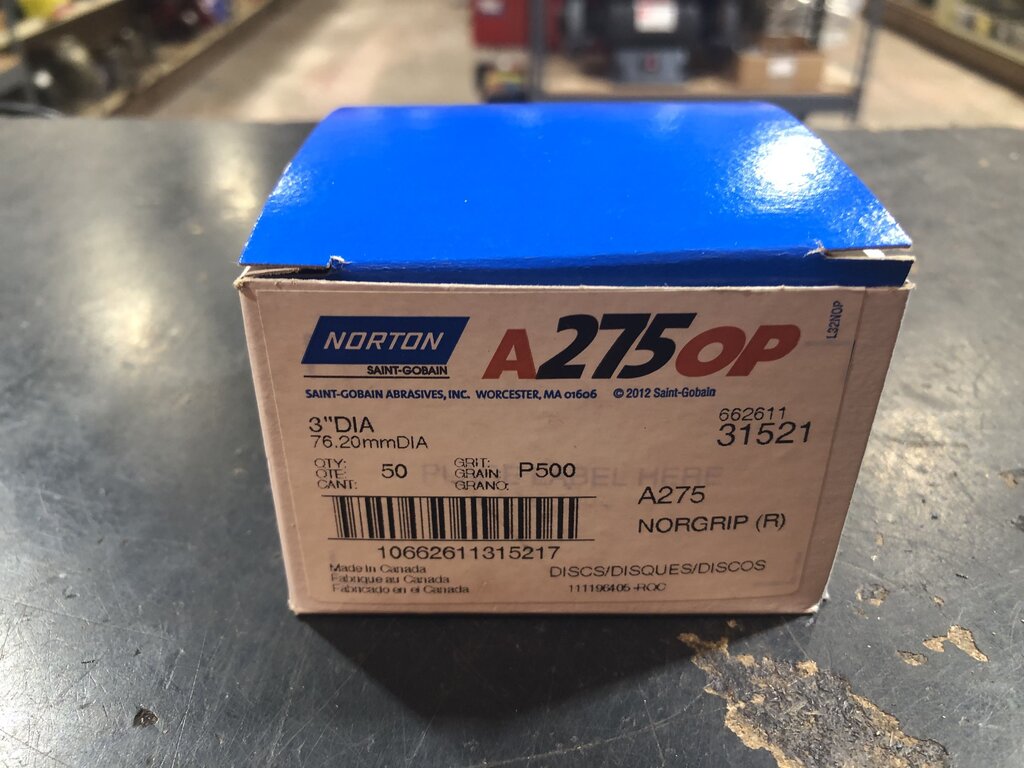 NORTON
SAINT-GOBAIN
A275OP
L32NOP
SAINT-GOBAIN ABRASIVES, INC. WORCESTER, MA 01606 © 2012 Saint-Gobain
3"DIA
76.20mmDIA
662611
31521
QTY:
QTE:
CANT:
50
GRIT:
GRAIN:
GRANO:
P500
LABEL HERE
A275
NORGRIP (R)
10662611315217
Made in Canada
Fabrique au Canada
Fabricado en el Canada
DISCS/DISQUES/DISCOS
111196405-ROC